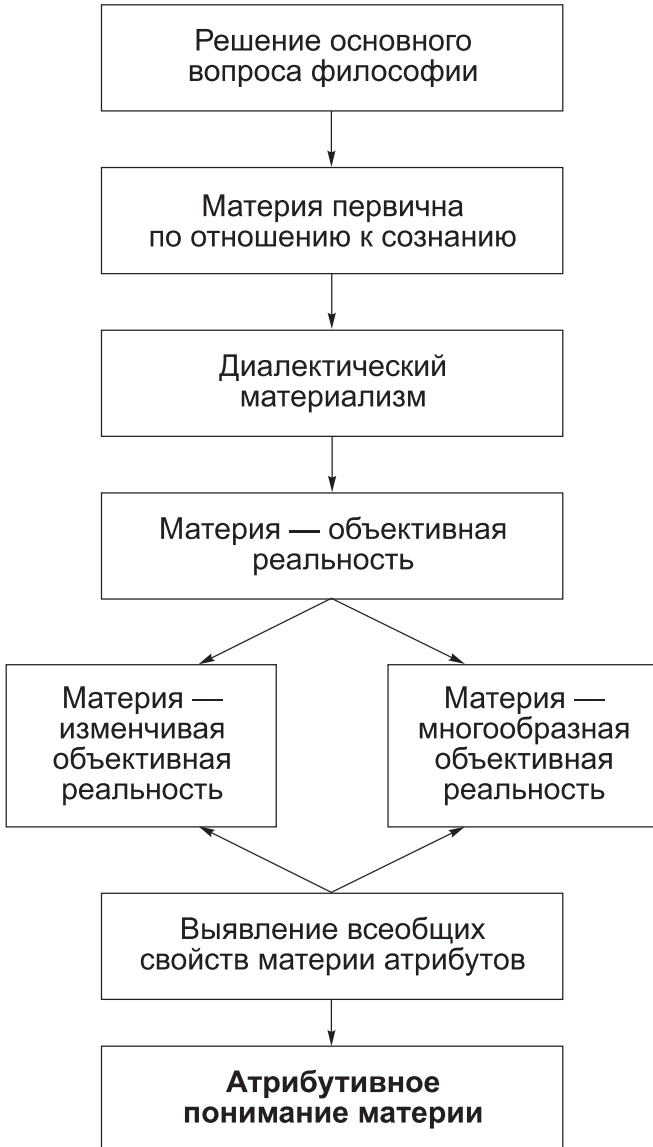 Решение основного
вопроса философии
Материя первична
по отношению к сознанию
Диалектический
материализм
Материя — объективная
реальность
Материя —
изменчивая
объективная
реальность
Материя —
многообразная
объективная
реальность
Выявление всеобщих
свойств материи атрибутов
Атрибутивное
понимание материи